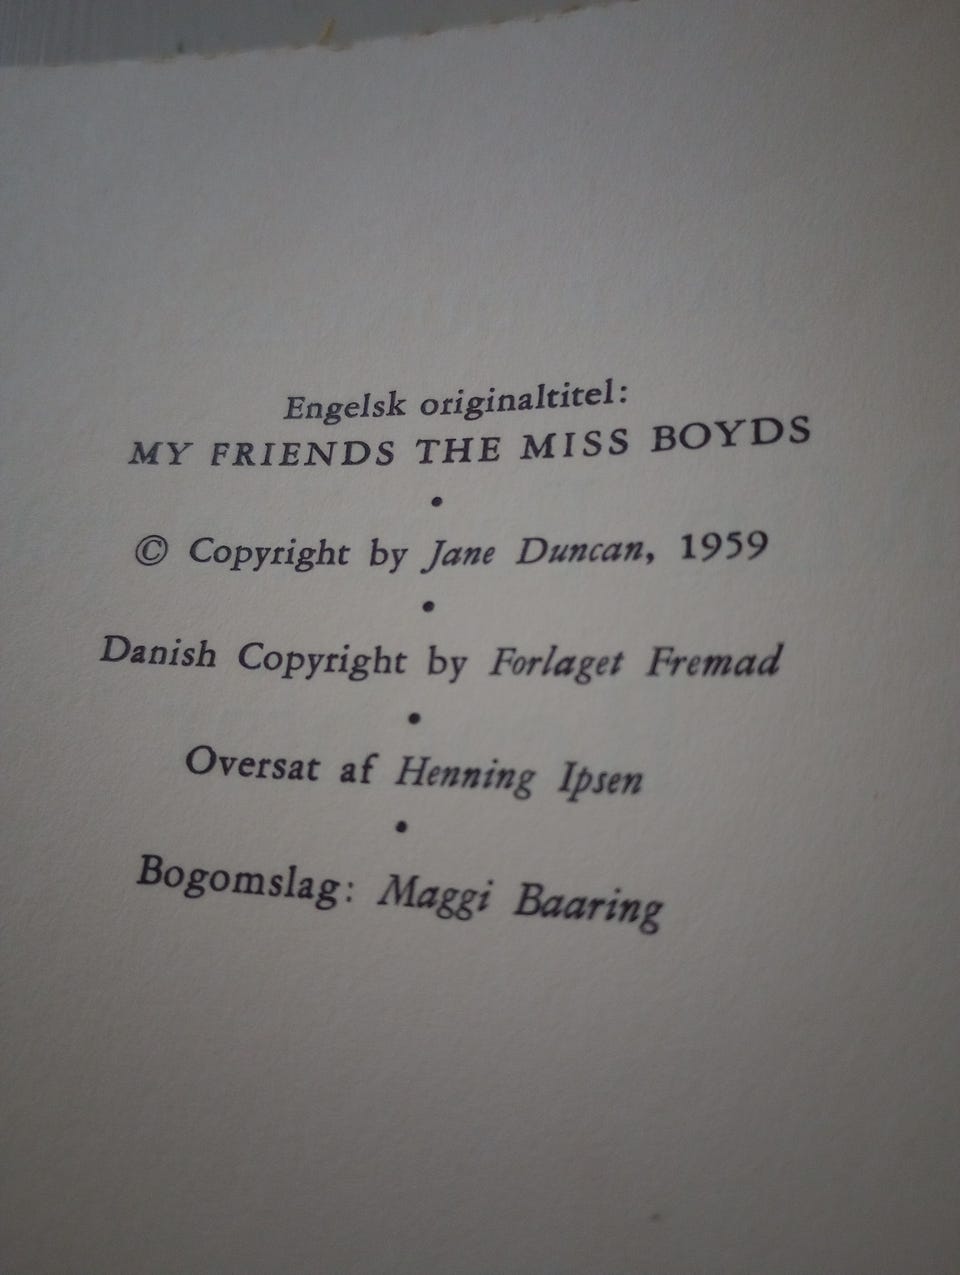 Engelsk originaltitel:
MY FRIENDS THE MISS BOYDS
•
© Copyright by Jane Duncan, 1959
•
Danish Copyright by Forlaget Fremad
•
Oversat af Henning Ipsen
•
Bogomslag: Maggi Baaring